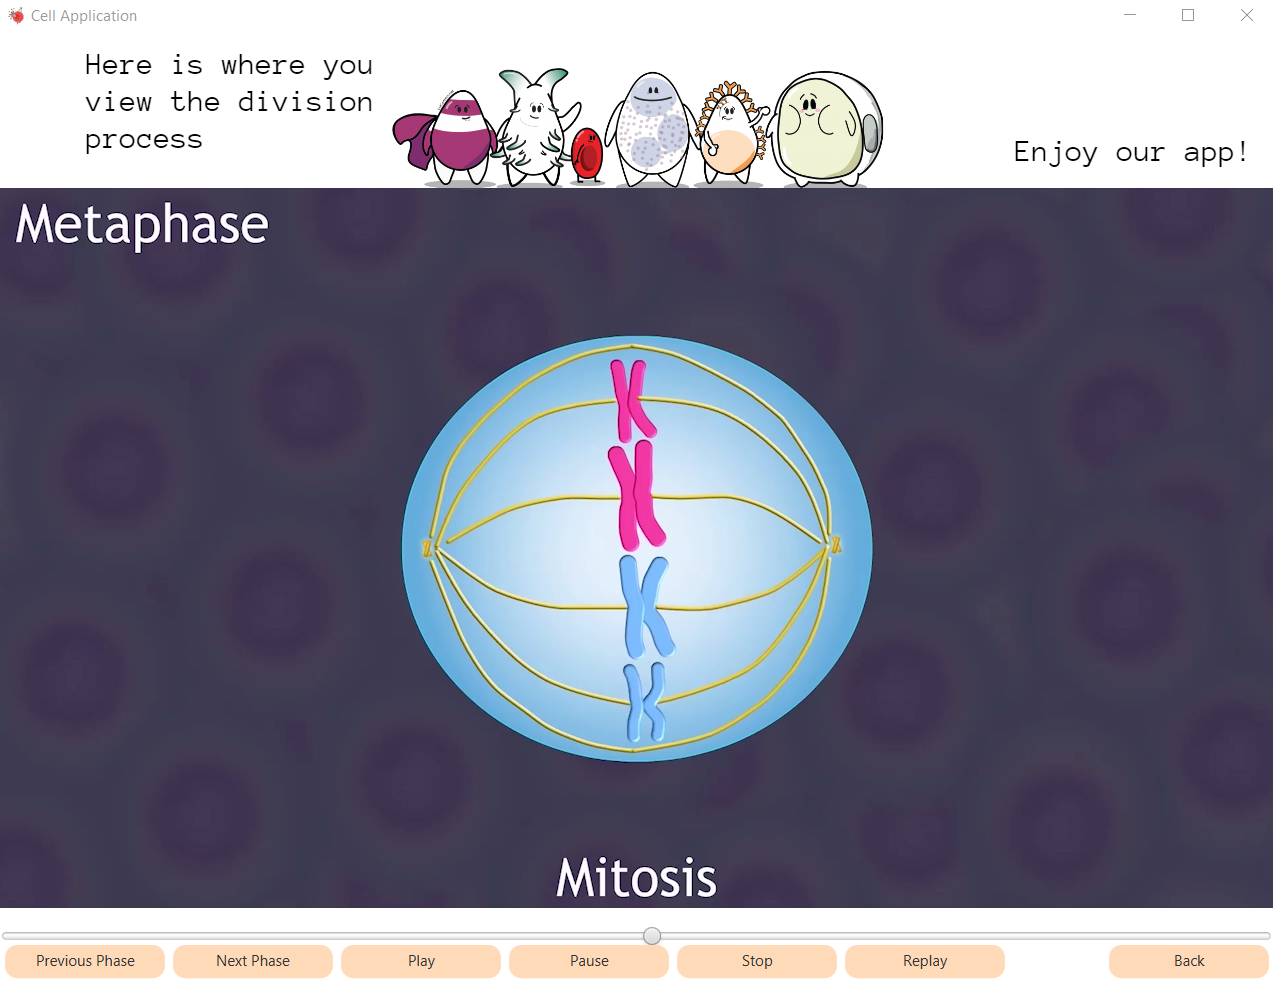 Cell Application
Here is where you
view the division
process
Enjoy our app!
Metaphase
Mitosis
Previous Phase
Next Phase
Play
Pause
Stop
Replay
Back